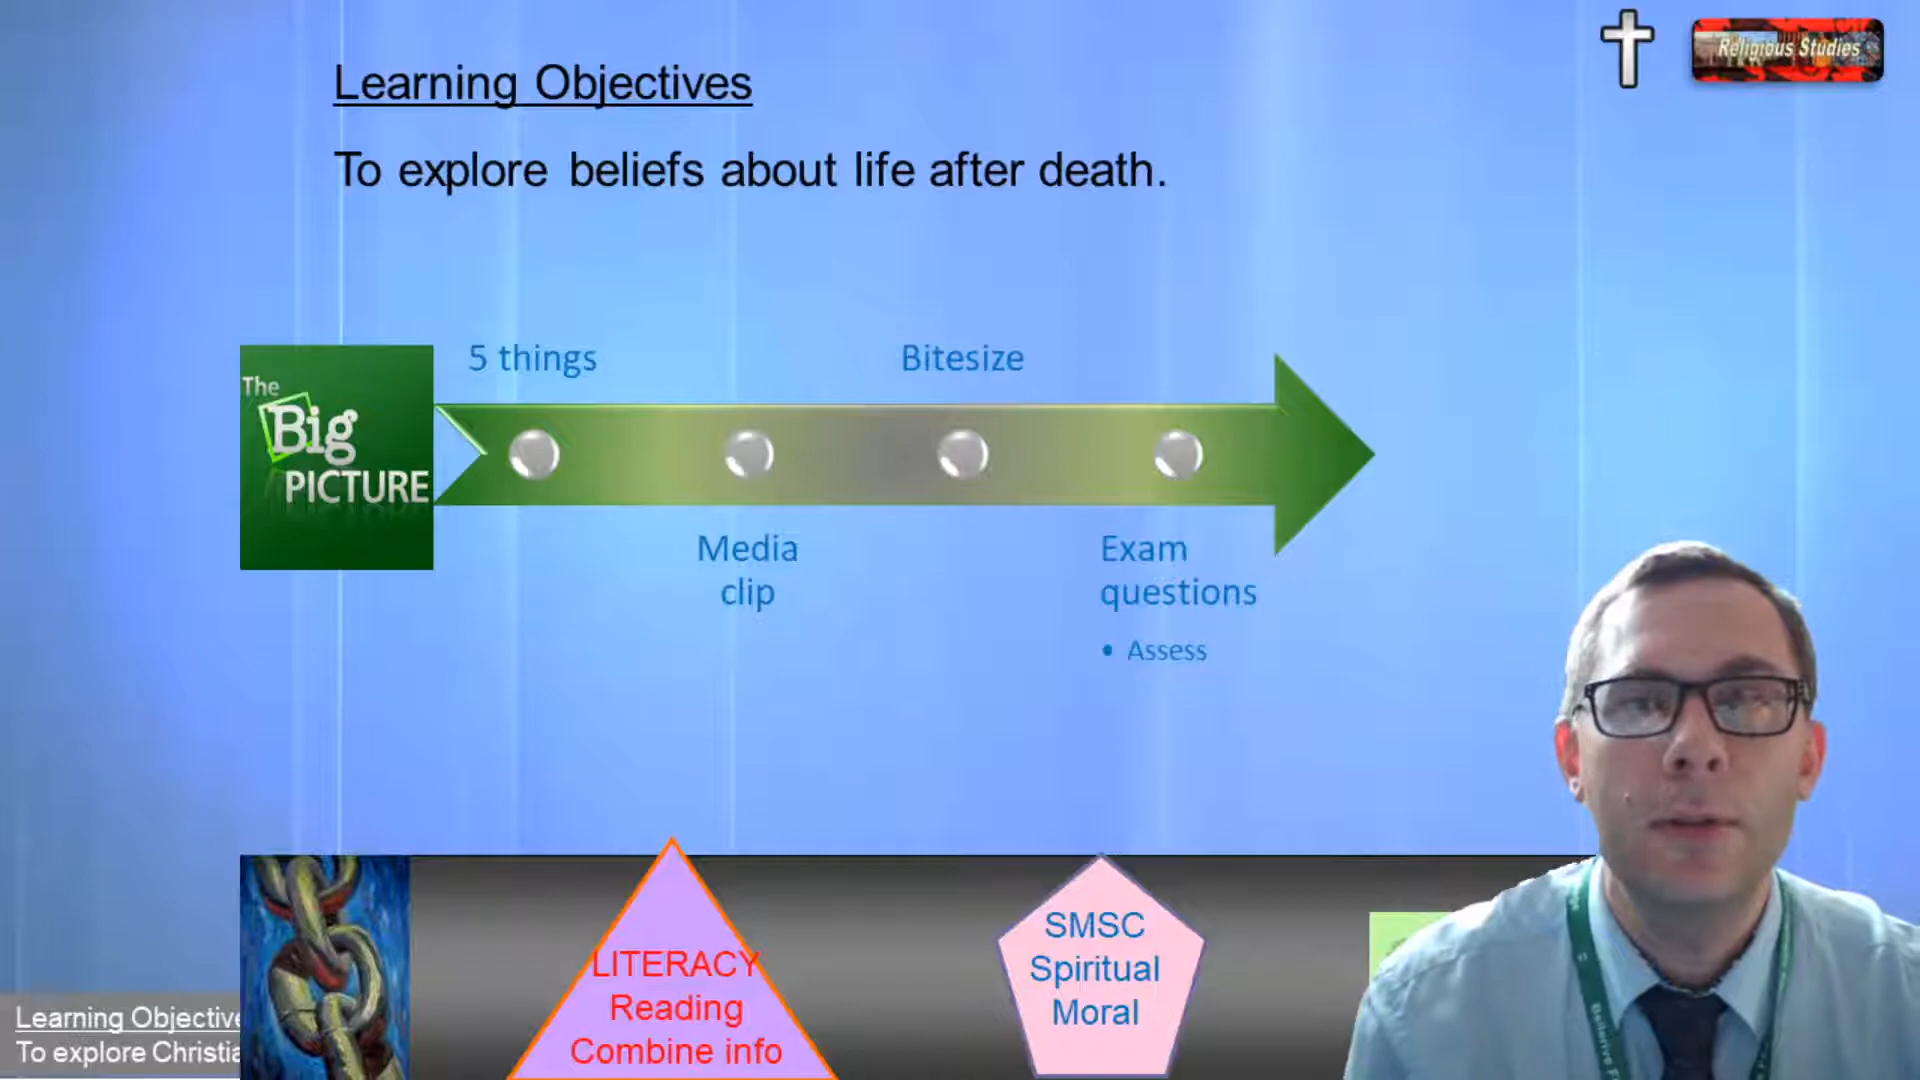 Religious Studies
Learning Objectives
To explore beliefs about life after death.
5 things
Bitesize
The
Big
PICTURE
Media
clip
Exam
questions
• Assess
LITERACY
Reading
Combine info
SMSC
Spiritual
Moral
Learning Objective
To explore Christia